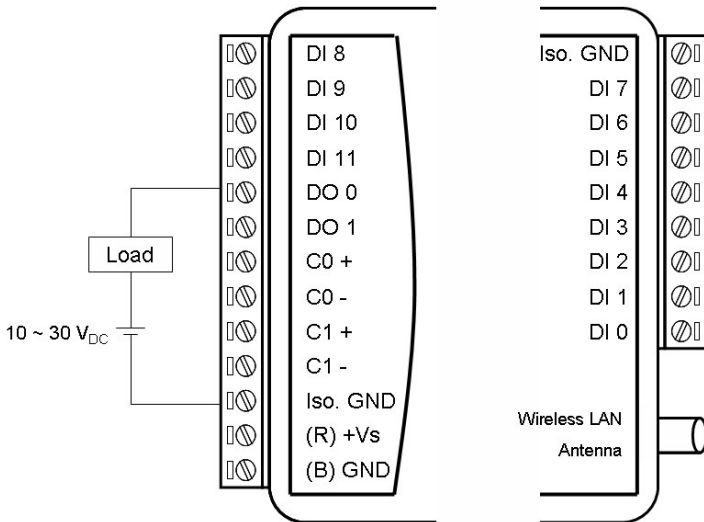 DI 8
DI 9
DI 10
DI 11
DO 0
DO 1
C0 +
C0 -
C1 +
C1 -
Iso. GND
(R) +Vs
(B) GND
Load
10 ~ 30 VDC
Iso. GND
DI 7
DI 6
DI 5
DI 4
DI 3
DI 2
DI 1
DI 0
Wireless LAN
Antenna